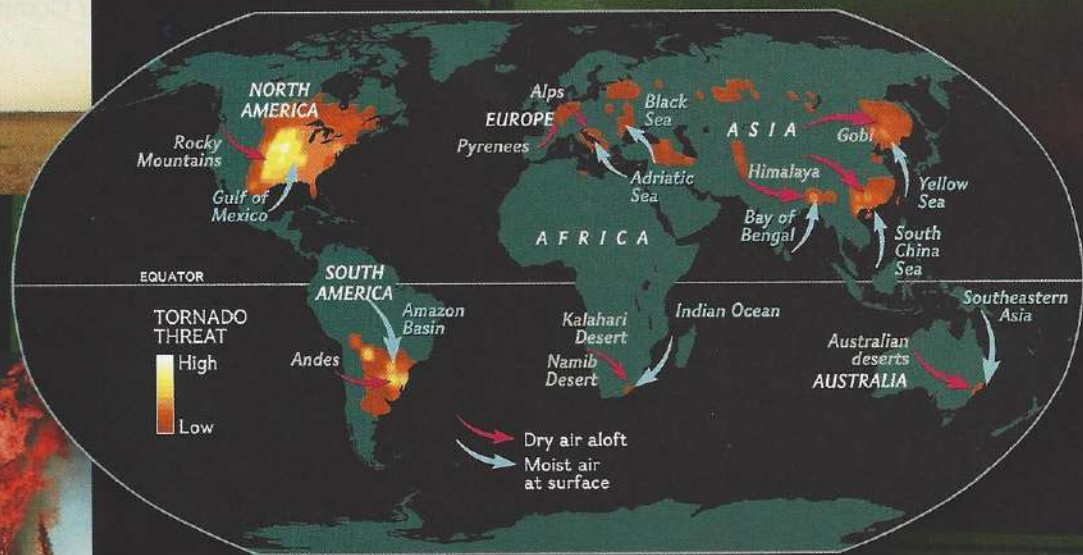 NORTH
AMERICA
Rocky
Mountains
Gulf of
Mexico
Alps
EUROPE
Pyrenees
Black
Sea
Adriatic
Sea
ASIA
Gobi
Himalaya
Bay of
Bengal
Yellow
Sea
South
China
Sea
AFRICA
EQUATOR
SOUTH
AMERICA
Amazon
Basin
Andes
TORNADO
THREAT
High
Low
Kalahari
Desert
Namib
Desert
Indian Ocean
Southeastern
Asia
Australian
deserts
AUSTRALIA
Dry air aloft
Moist air
at surface